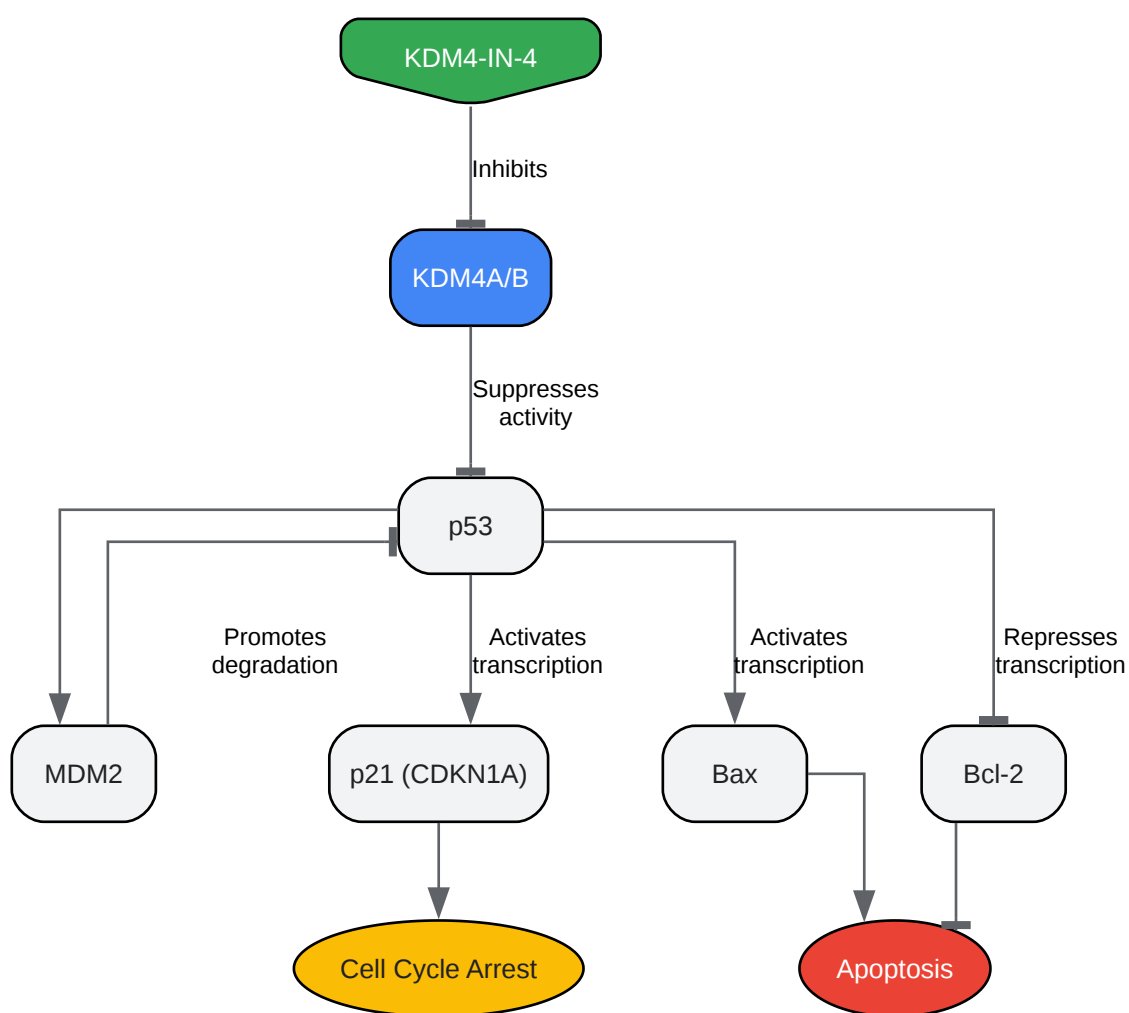 KDM4-IN-4
Inhibits
KDM4A/B
Suppresses
activity
p53
Promotes
degradation
Activates
transcription
Activates
transcription
Represses
transcription
MDM2
p21 (CDKN1A)
Bax
Bcl-2
Cell Cycle Arrest
Apoptosis